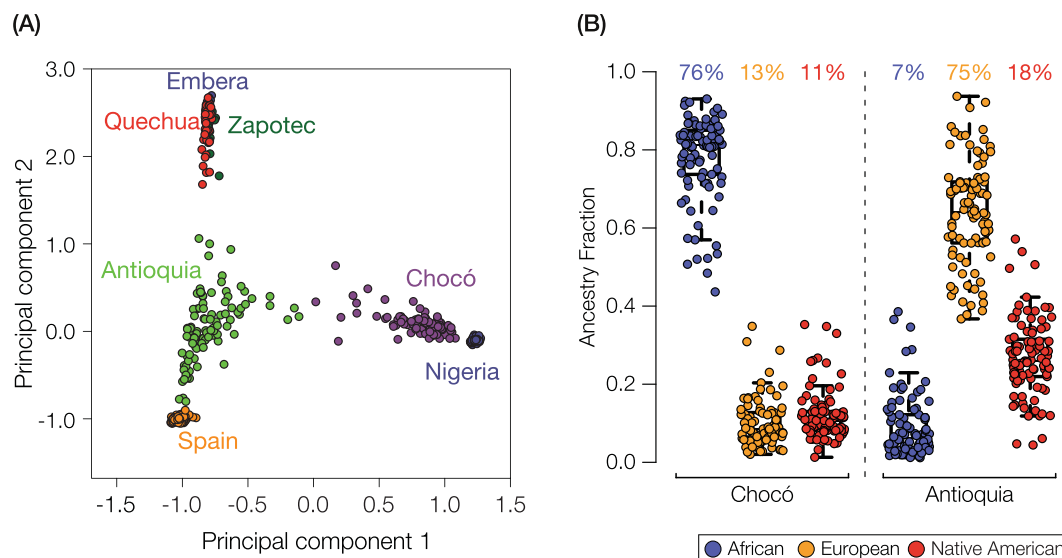 (A)
3.0
2.0
1.0
0.0
-1.0
Principal component 2
Embera
Quechua
Zapotec
Antioquia
Chocó
Nigeria
Spain
-1.5 -1.0 -0.5 0.0 0.5 1.0 1.5
Principal component 1
(B)
76% 13% 11% 7% 75% 18%
1.0
0.8
0.6
0.4
0.2
0.0
Ancestry Fraction
Chocó Antioquia
African European Native American